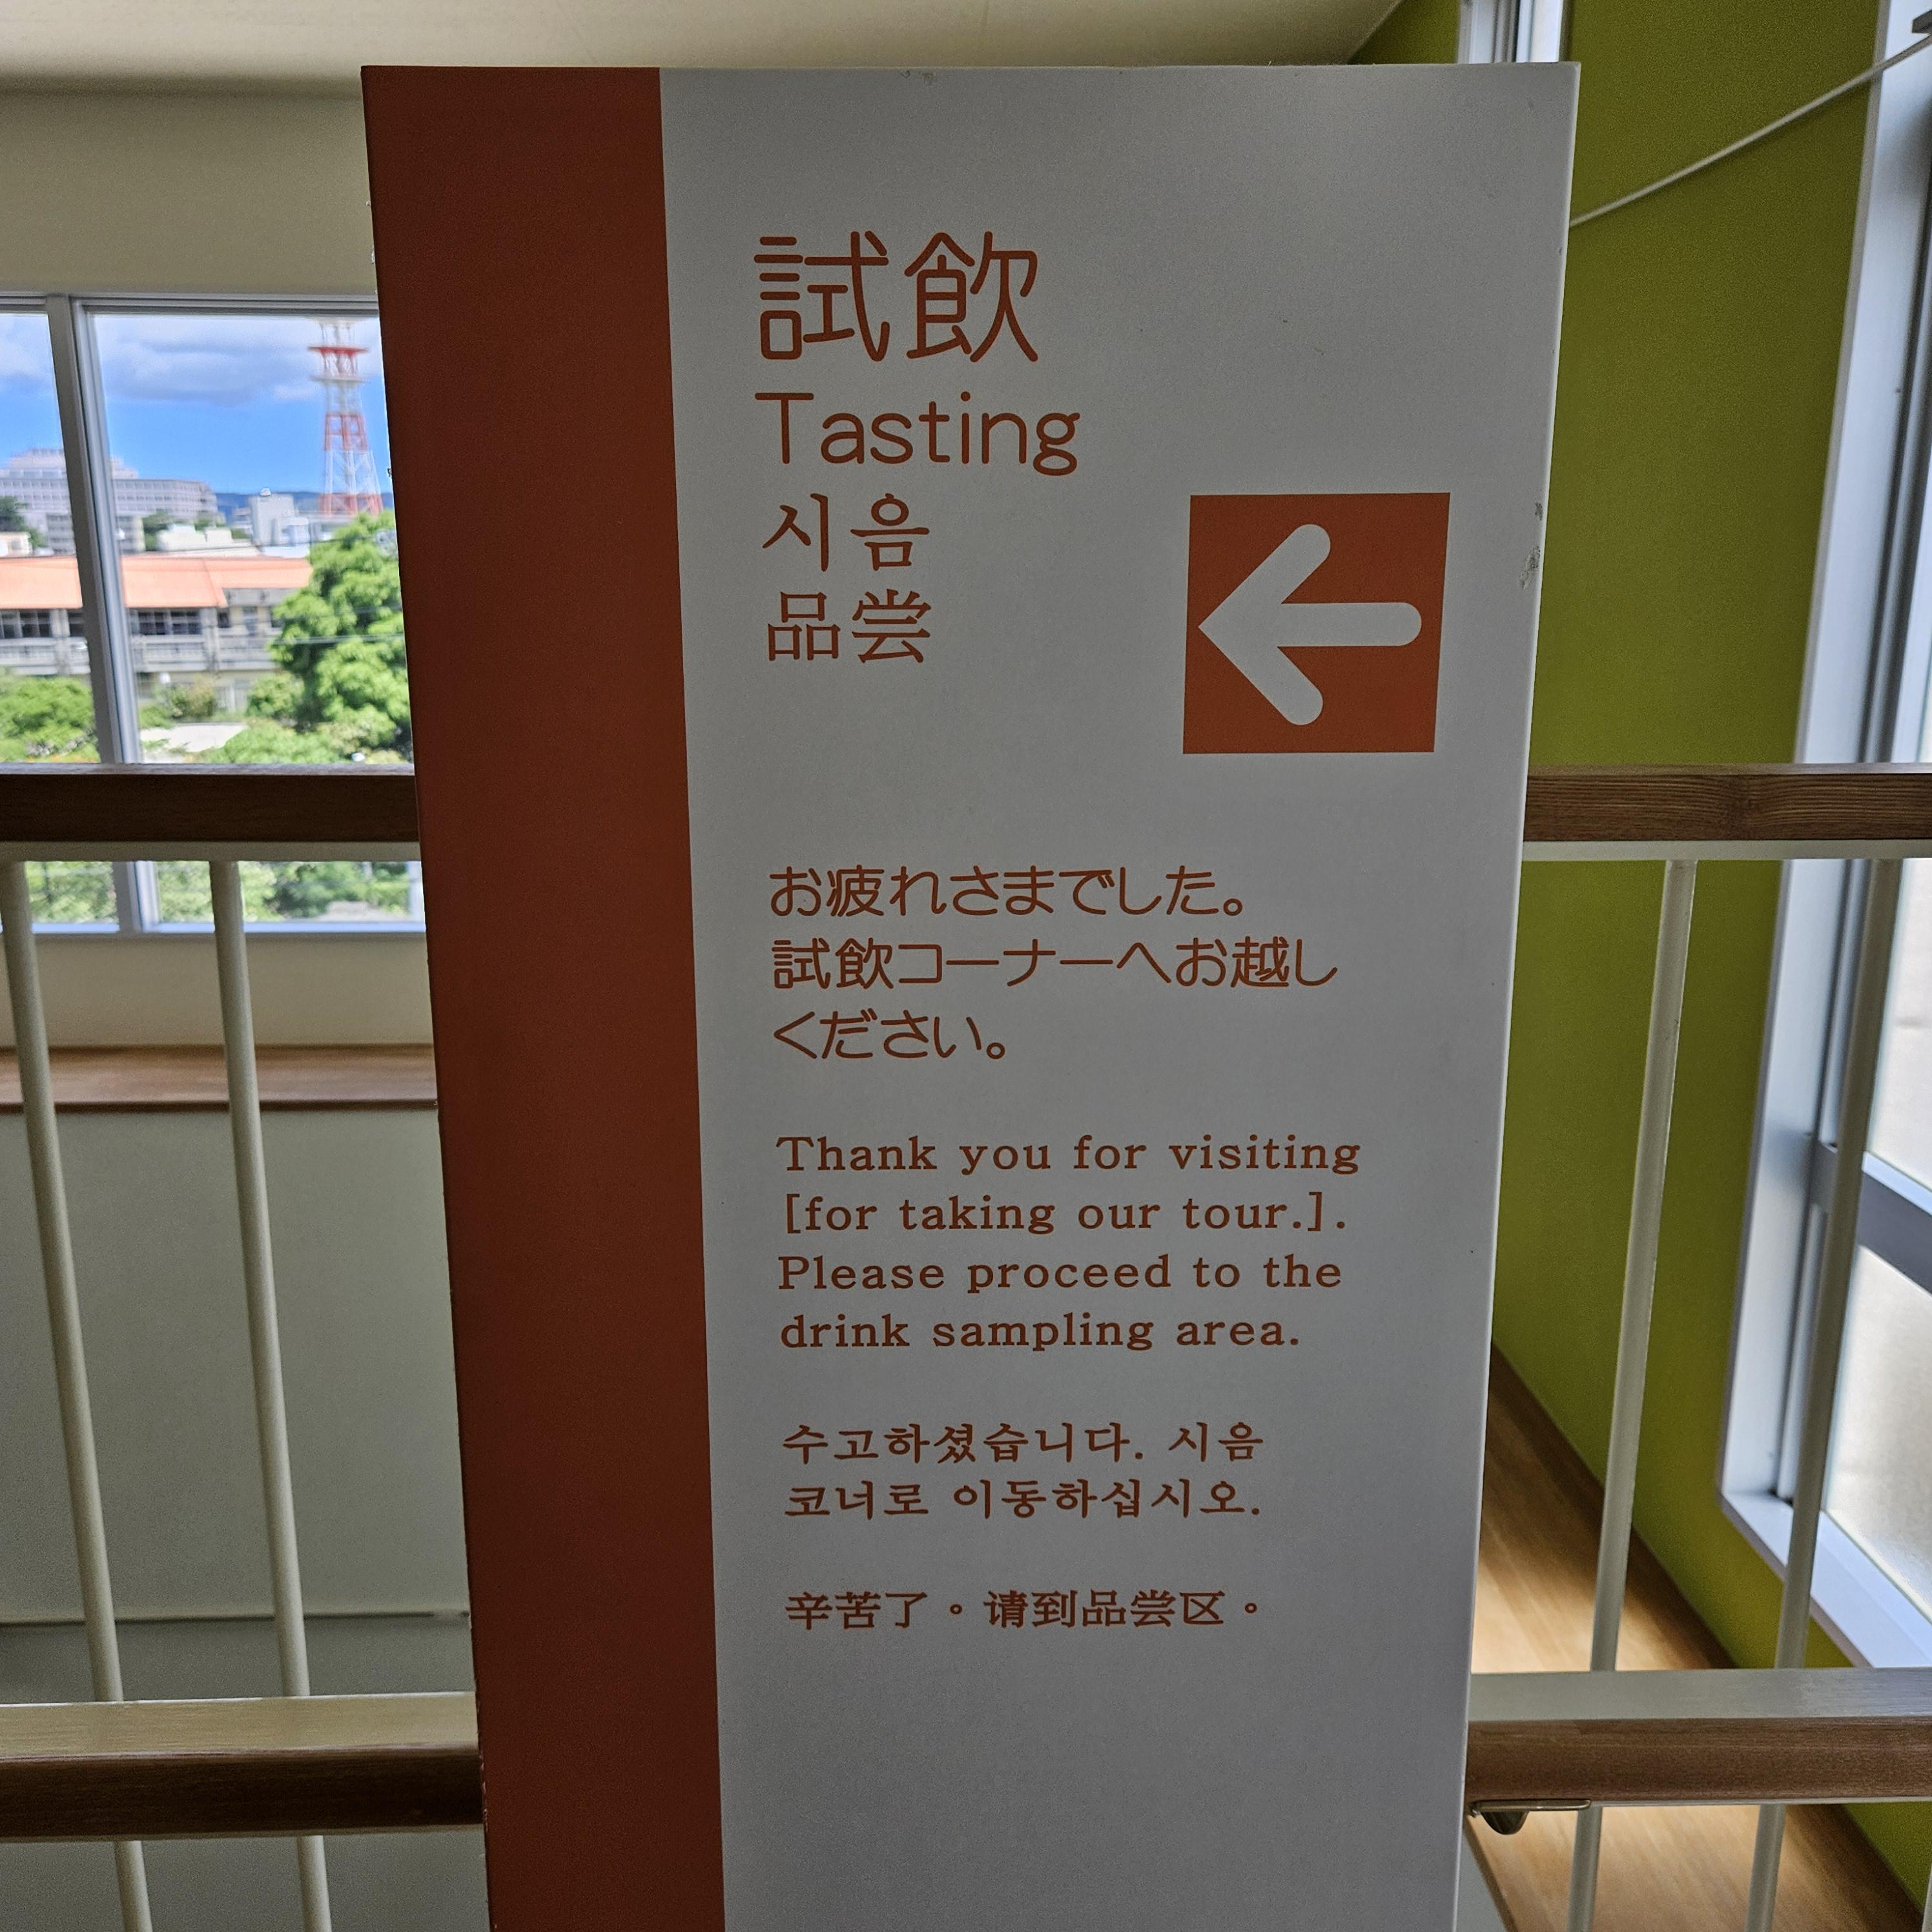 試飲
Tasting
시음
品尝
お疲れさまでした。
試飲コーナーへお越し
ください。
Thank you for visiting
[for taking our tour.].
Please proceed to the
drink sampling area.
수고하셨습니다. 시음
코너로 이동하십시오.
辛苦了。请到品尝区。